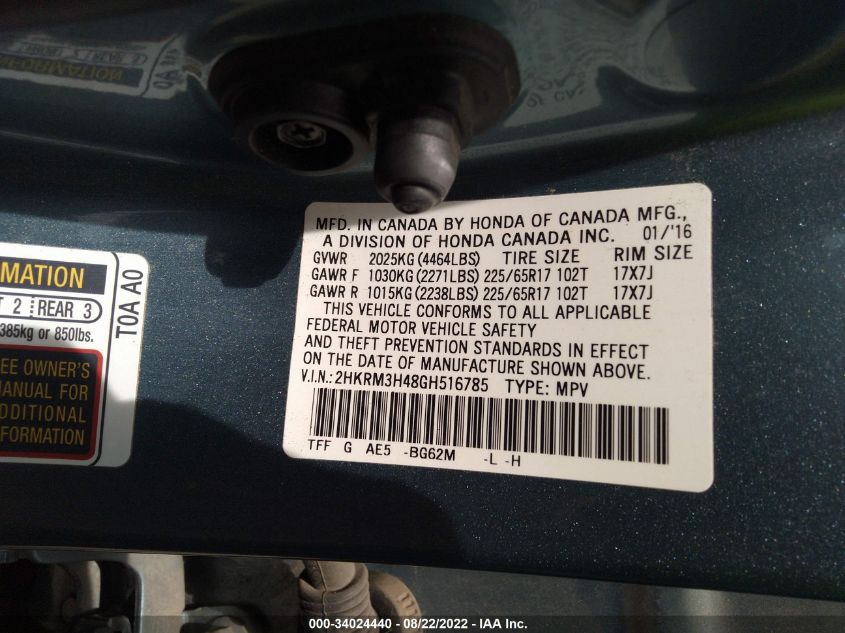 MFD. IN CANADA BY HONDA OF CANADA MFG.,
A DIVISION OF HONDA CANADA INC. 01/'16
GVWR 2025KG (4464LBS) TIRE SIZE RIM SIZE
GAWR F 1030KG (2271LBS) 225/65R17 102T 17X7J
GAWR R 1015KG (2238LBS) 225/65R17 102T 17X7J
THIS VEHICLE CONFORMS TO ALL APPLICABLE
FEDERAL MOTOR VEHICLE SAFETY
AND THEFT PREVENTION STANDARDS IN EFFECT
ON THE DATE OF MANUFACTURE SHOWN ABOVE.
V.I.N.: 2HKRM3H48GH516785 TYPE: MPV
TFF G AE5 -BG62M -L -H
MATION
T 2 REAR 3
385kg or 850lbs.
EE OWNER'S
MANUAL FOR
ADDITIONAL
FORMATION
T0A A0
000-34024440 - 08/22/2022 - IAA Inc.